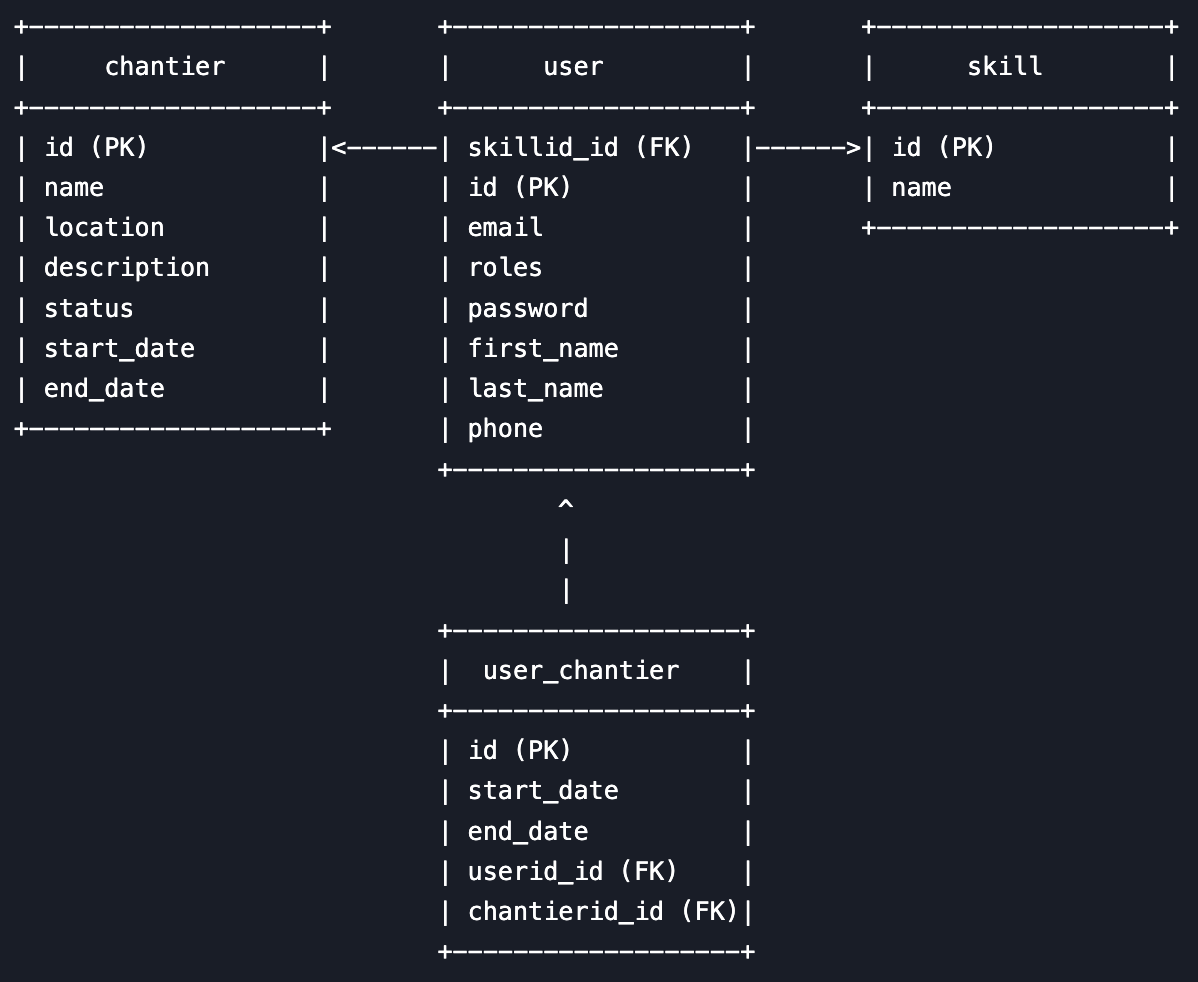 +-------------------+       +-------------------+       +-------------------+
|     chantier      |       |      user         |       |      skill        |
+-------------------+       +-------------------+       +-------------------+
| id (PK)           |<------| skillid_id (FK)   |------>| id (PK)           |
| name              |       | id (PK)           |       | name              |
| location          |       | email             |       +-------------------+
| description       |       | roles             |
| status            |       | password          |
| start_date        |       | first_name        |
| end_date          |       | last_name         |
+-------------------+       | phone             |
                            +-------------------+
                                    ^
                                    |
                                    |
                            +-------------------+
                            |  user_chantier    |
                            +-------------------+
                            | id (PK)           |
                            | start_date        |
                            | end_date          |
                            | userid_id (FK)    |
                            | chantierid_id (FK)|
                            +-------------------+